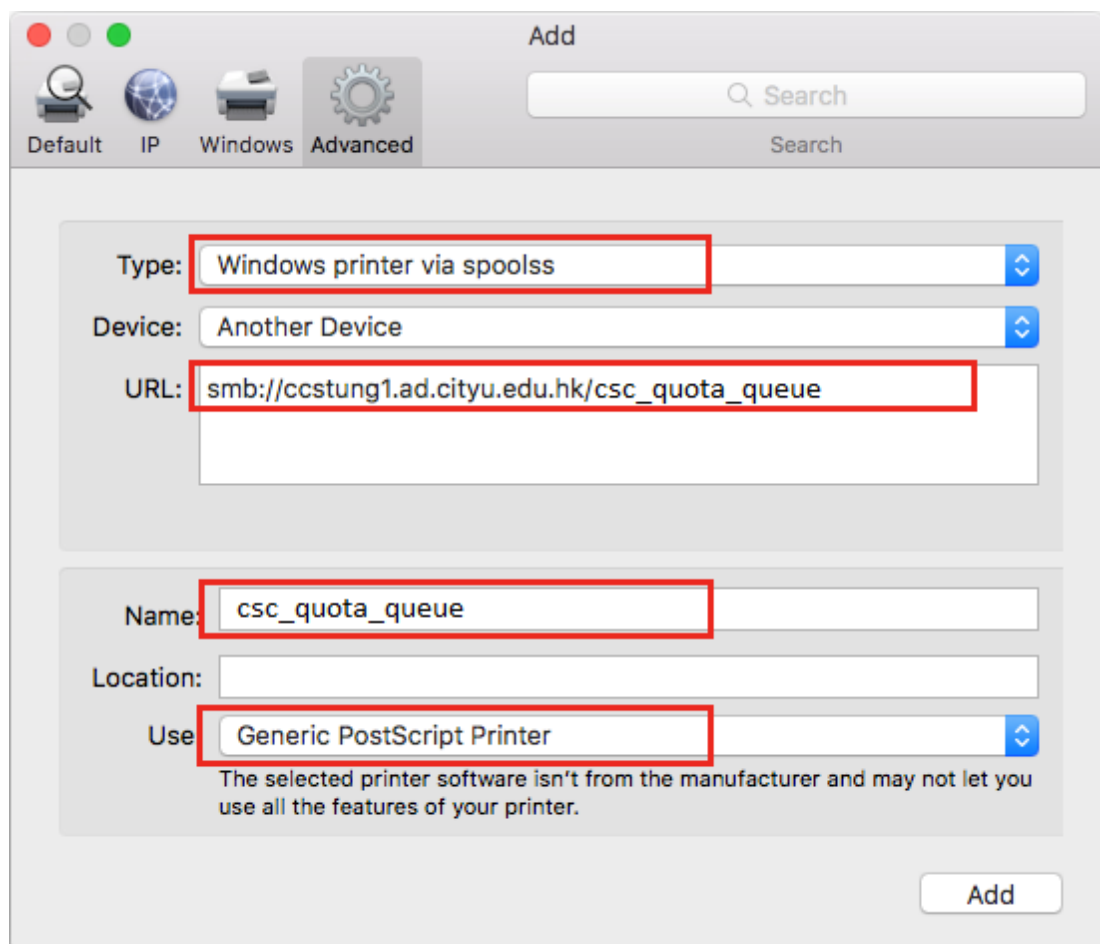 Add
Search
Default IP Windows Advanced
Search
Type: Windows printer via spoolss
Device: Another Device
URL: smb://ccstung1.ad.cityu.edu.hk/csc_quota_queue
Name: csc_quota_queue
Location:
Use Generic PostScript Printer
The selected printer software isn't from the manufacturer and may not let you
use all the features of your printer.
Add